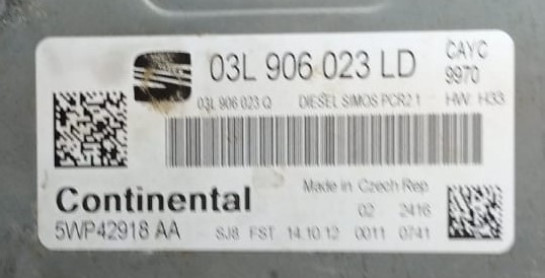 03L 906 023 LD
CAYC
9970
03L 906 023 Q DIESEL SIMOS PCR2.1 HW: H33
Continental
Made in Czech Rep
02 2416
5WP42918 AA
SJ8 FST 14.10.12 0011 0741